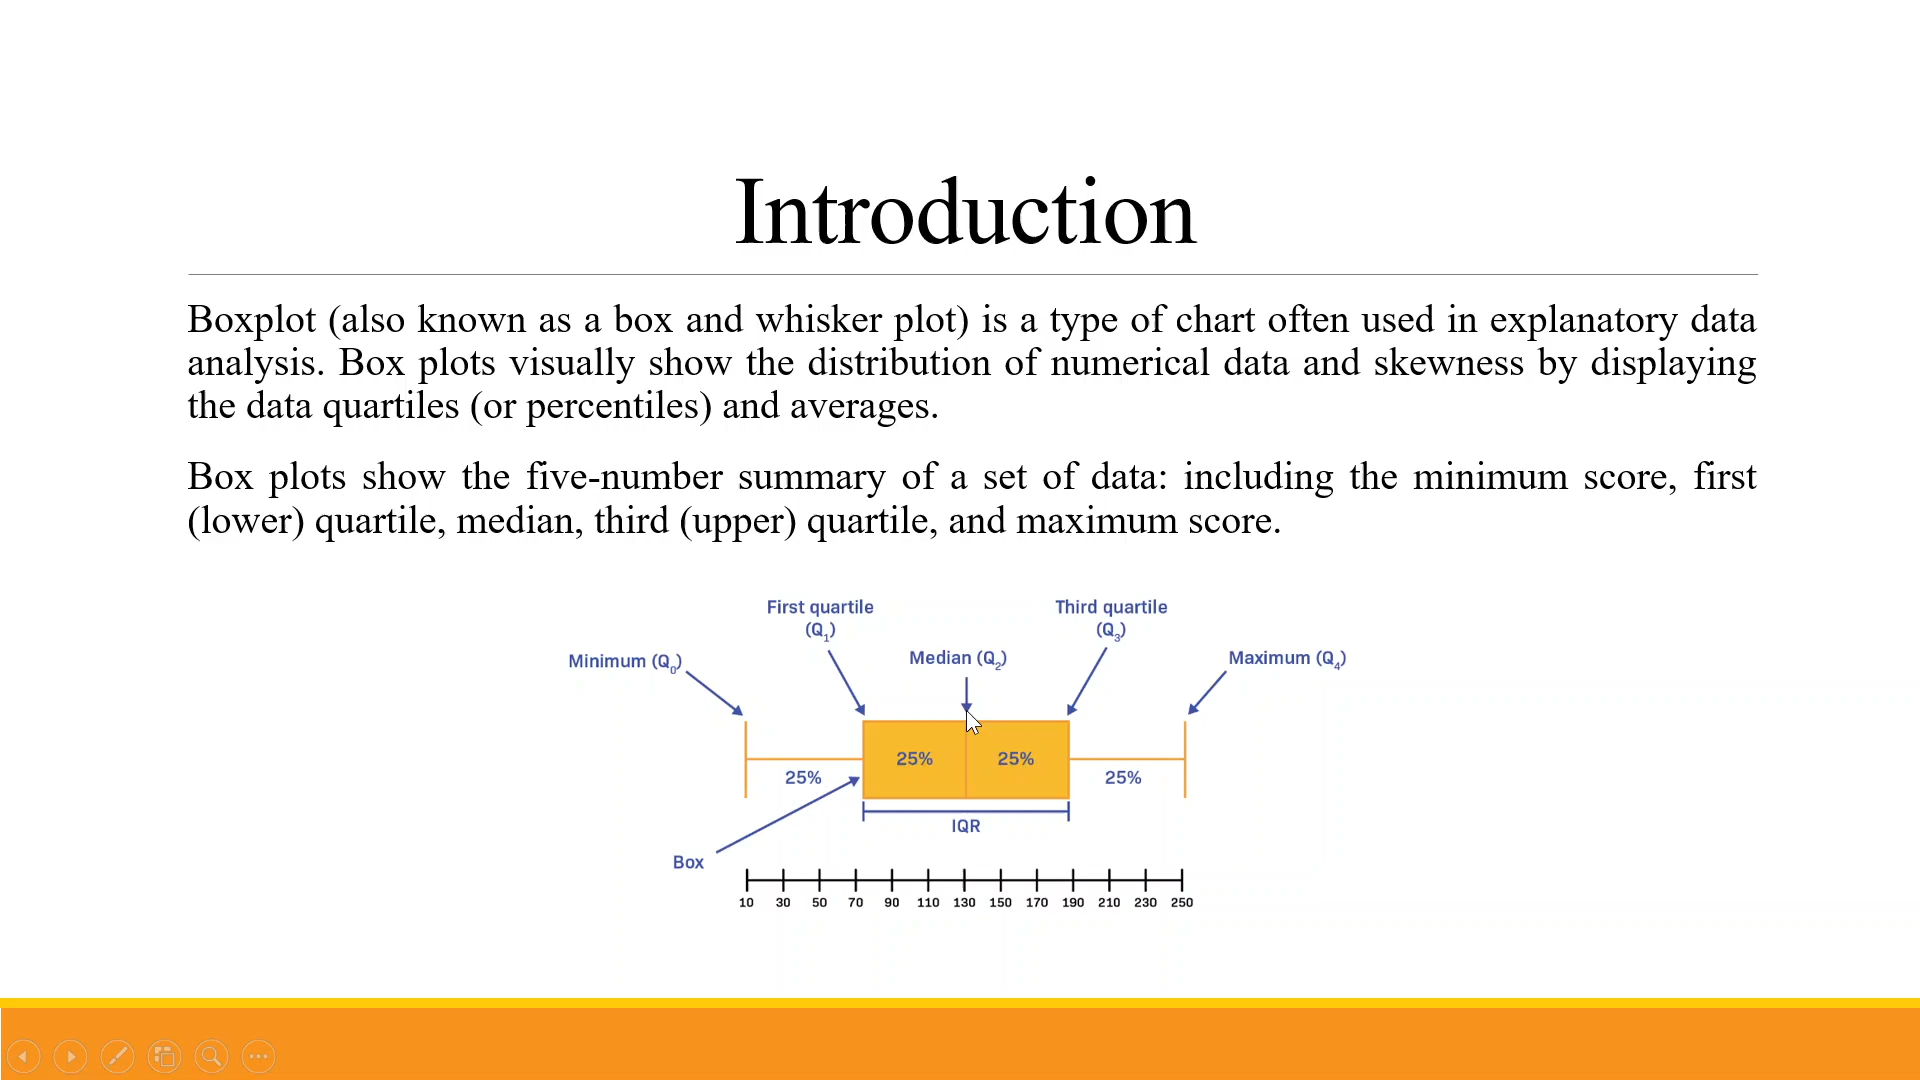 Introduction
Boxplot (also known as a box and whisker plot) is a type of chart often used in explanatory data
analysis. Box plots visually show the distribution of numerical data and skewness by displaying
the data quartiles (or percentiles) and averages.
Box plots show the five-number summary of a set of data: including the minimum score, first
(lower) quartile, median, third (upper) quartile, and maximum score.
First quartile
(Q1)
Third quartile
(Q3)
Minimum (Q0)
Median (Q2)
Maximum (Q4)
25%
25%
25%
25%
IQR
Box
10 30 50 70 90 110 130 150 170 190 210 230 250